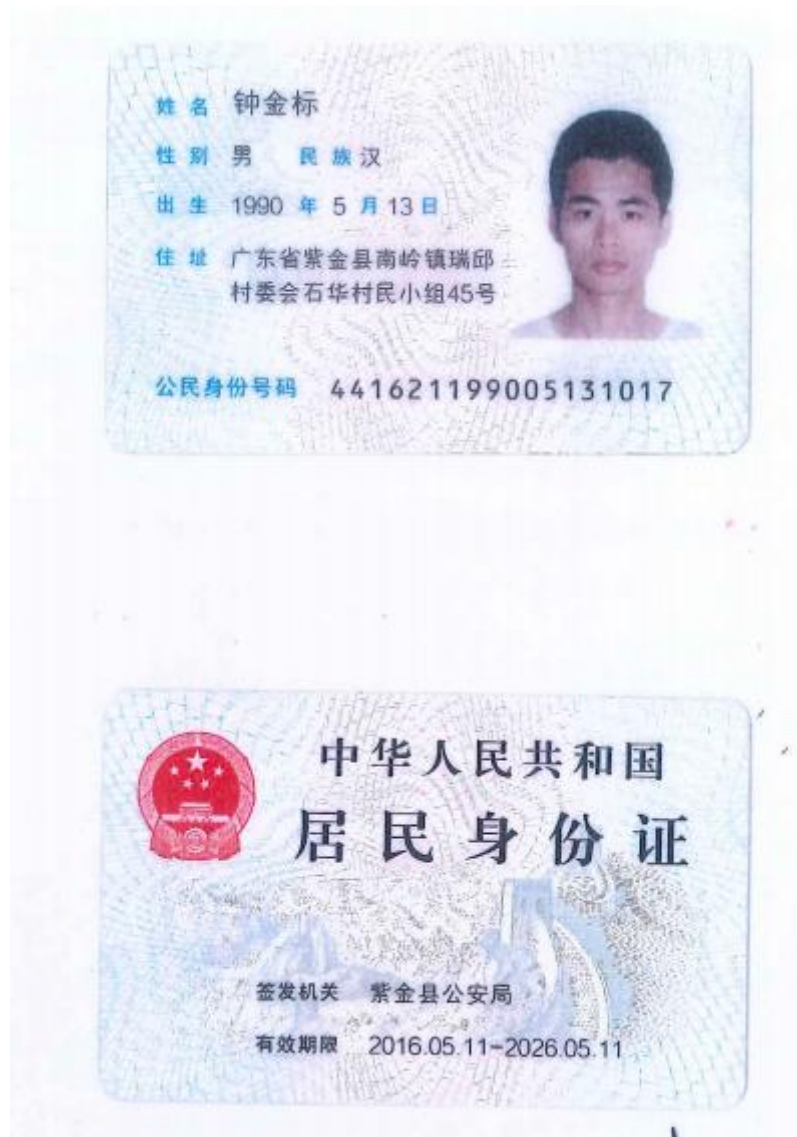 姓名 钟金标
性别 男 民族 汉
出生 1990 年 5 月 13 日
住址 广东省紫金县南岭镇瑞邱
村委会石华村民小组45号
公民身份号码 441621199005131017
中华人民共和国
居民身份证
签发机关 紫金县公安局
有效期限 2016.05.11-2026.05.11